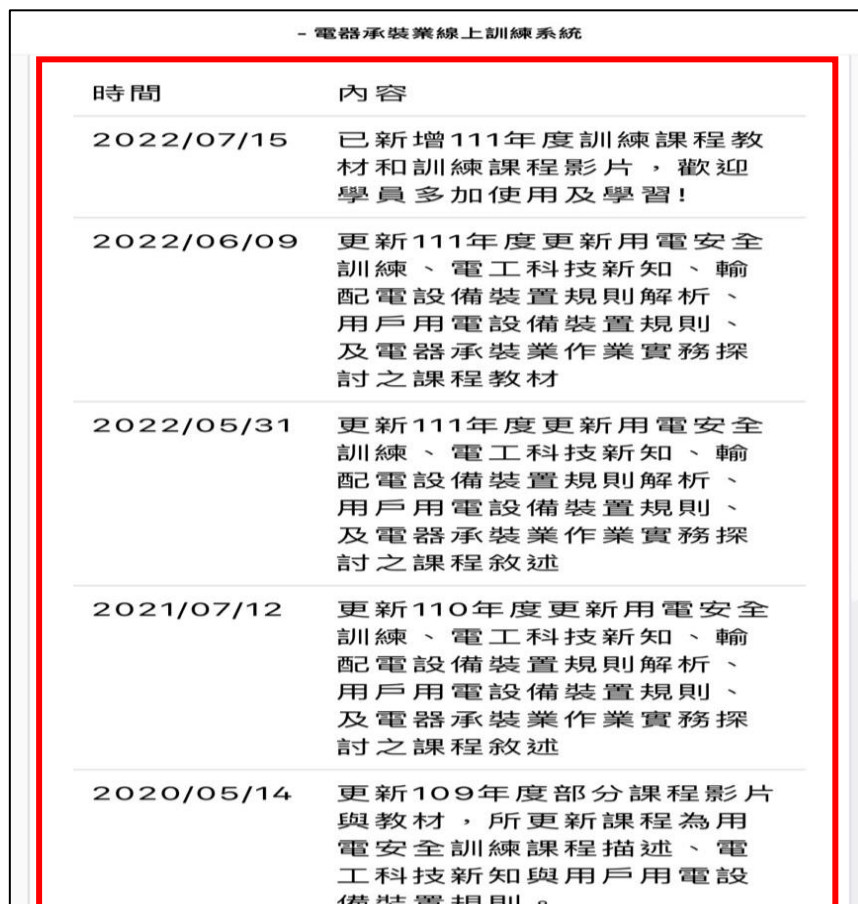 - 電器承裝業線上訓練系統
時間 內容
2022/07/15 已新增111年度訓練課程教
材和訓練課程影片，歡迎
學員多加使用及學習!
2022/06/09 更新111年度更新用電安全
訓練、電工科技新知、輸
配電設備裝置規則解析、
用戶用電設備裝置規則、
及電器承裝業作業實務探
討之課程教材
2022/05/31 更新111年度更新用電安全
訓練、電工科技新知、輸
配電設備裝置規則解析、
用戶用電設備裝置規則、
及電器承裝業作業實務探
討之課程敘述
2021/07/12 更新110年度更新用電安全
訓練、電工科技新知、輸
配電設備裝置規則解析、
用戶用電設備裝置規則、
及電器承裝業作業實務探
討之課程敘述
2020/05/14 更新109年度部分課程影片
與教材，所更新課程為用
電安全訓練課程描述、電
工科技新知與用戶用電設
備裝置規則。